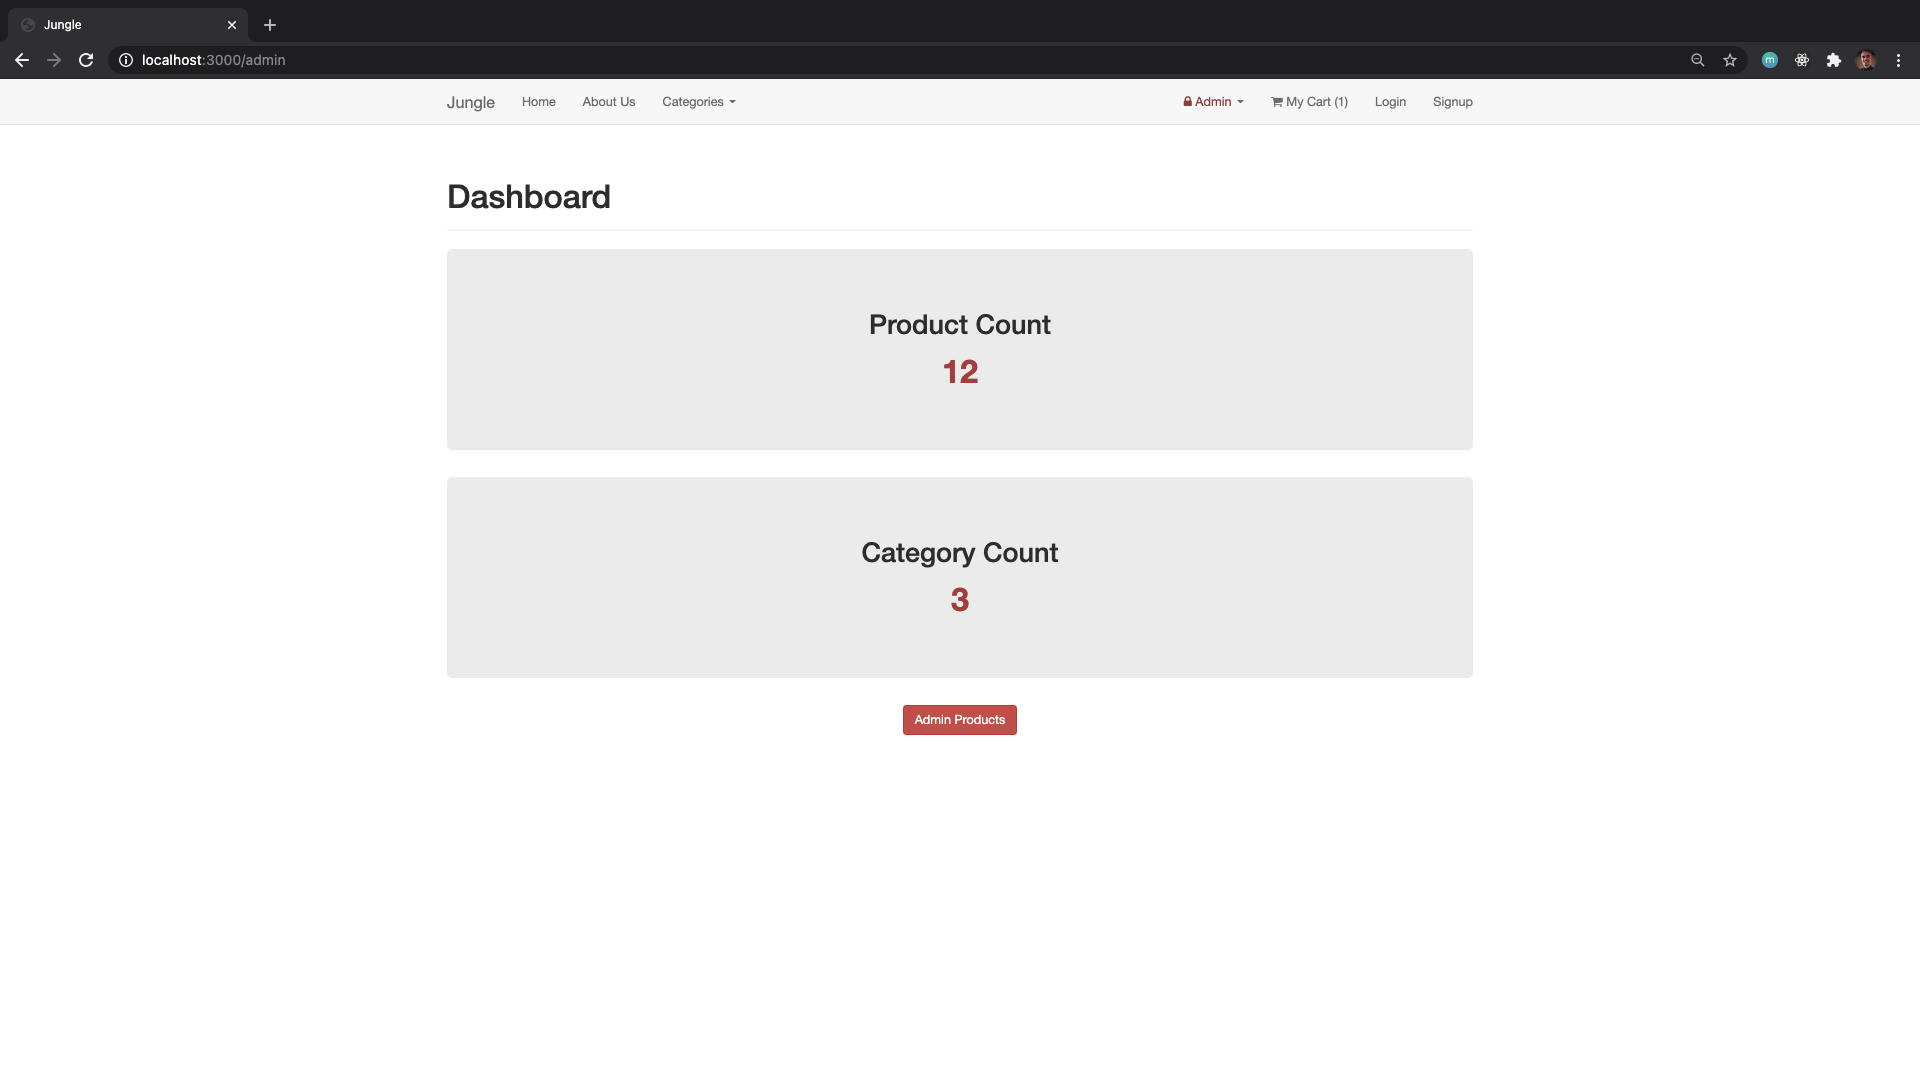 Jungle
localhost:3000/admin
m
Jungle Home About Us Categories Admin My Cart (1) Login Signup
Dashboard
Product Count
12
Category Count
3
Admin Products